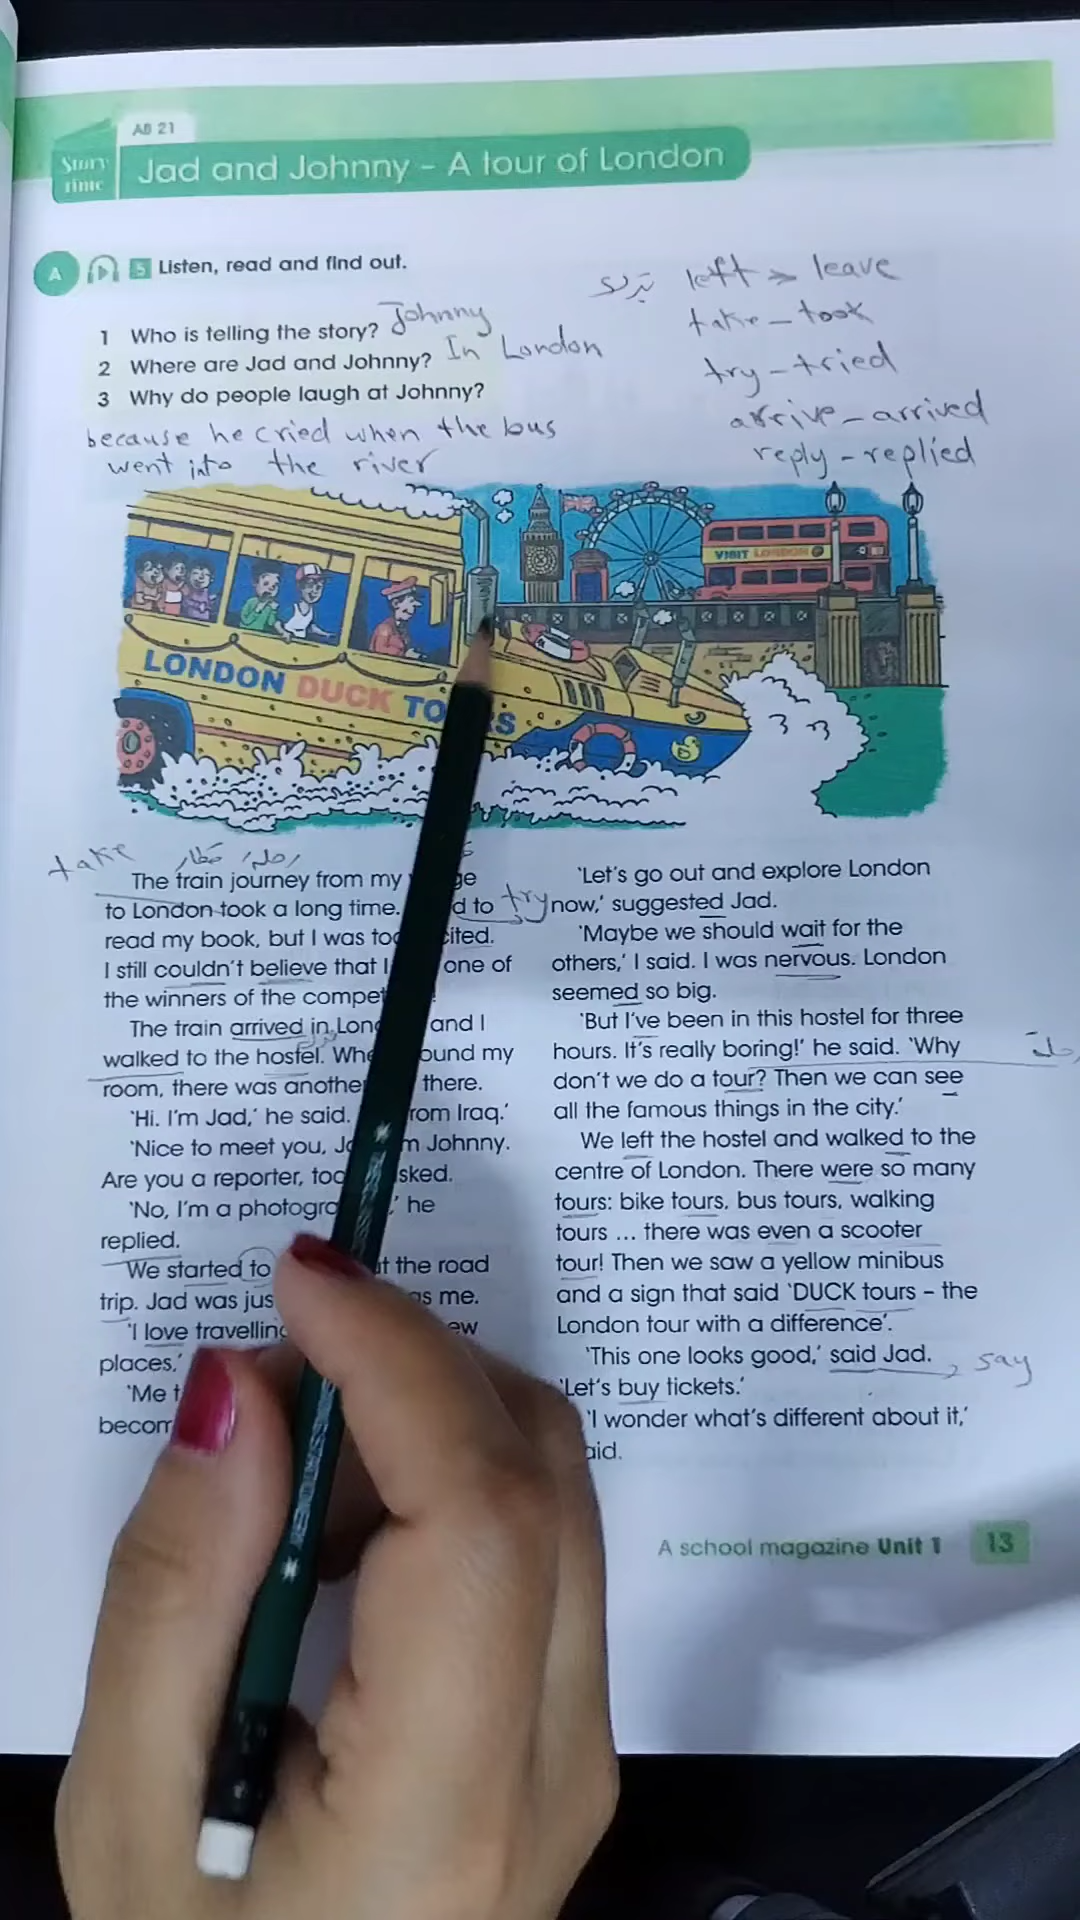 AB 21
Story time
Jad and Johnny – A tour of London
A 5 Listen, read and find out.
1 Who is telling the story? Johnny
2 Where are Jad and Johnny? In London
3 Why do people laugh at Johnny?
because he cried when the bus
went into the river
left > leave
take – took
try – tried
arrive – arrived
reply – replied
VISIT LONDON
LONDON DUCK TO S
take
The train journey from my ge
to London took a long time. d to try
read my book, but I was too cited.
I still couldn't believe that I one of
the winners of the compet
The train arrived in Lon and I
walked to the hostel. Whe ound my
room, there was another there.
'Hi. I'm Jad,' he said. rom Iraq.'
'Nice to meet you, J m Johnny.
Are you a reporter, too sked.
'No, I'm a photogra ' he
replied.
We started to t the road
trip. Jad was jus as me.
'I love travelling ew
places,'
'Me t
becom
'Let's go out and explore London
now,' suggested Jad.
'Maybe we should wait for the
others,' I said. I was nervous. London
seemed so big.
'But I've been in this hostel for three
hours. It's really boring!' he said. 'Why
don't we do a tour? Then we can see
all the famous things in the city.'
We left the hostel and walked to the
centre of London. There were so many
tours: bike tours, bus tours, walking
tours ... there was even a scooter
tour! Then we saw a yellow minibus
and a sign that said 'DUCK tours – the
London tour with a difference'.
'This one looks good,' said Jad. say
'Let's buy tickets.'
'I wonder what's different about it,'
aid.
A school magazine Unit 1 13